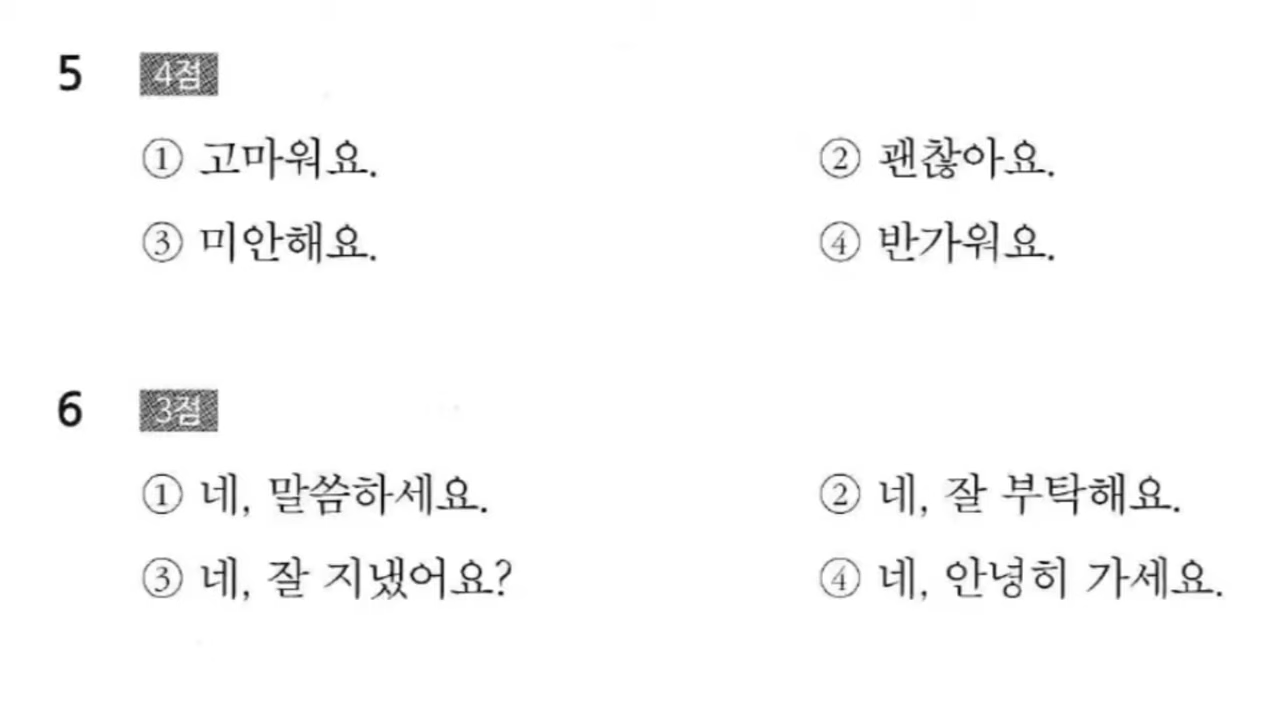 5 4점
① 고마워요. ② 괜찮아요.
③ 미안해요. ④ 반가워요.
6 3점
① 네, 말씀하세요. ② 네, 잘 부탁해요.
③ 네, 잘 지냈어요? ④ 네, 안녕히 가세요.